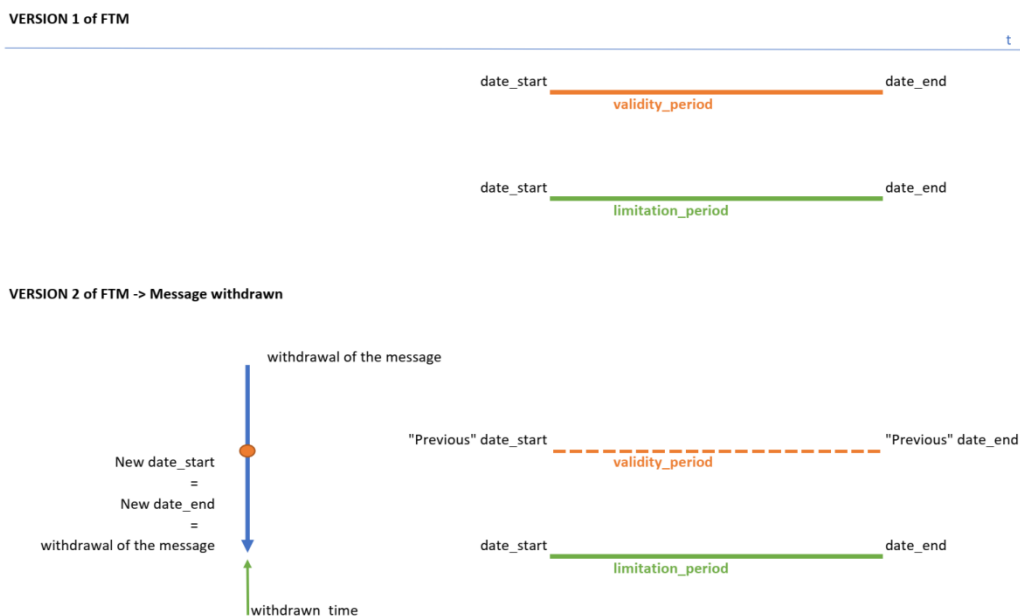 VERSION 1 of FTM
t
date_start
date_end
validity_period
date_start
date_end
limitation_period
VERSION 2 of FTM -> Message withdrawn
withdrawal of the message
"Previous" date_start
"Previous" date_end
validity_period
New date_start
=
New date_end
=
withdrawal of the message
date_start
date_end
limitation_period
withdrawn_time